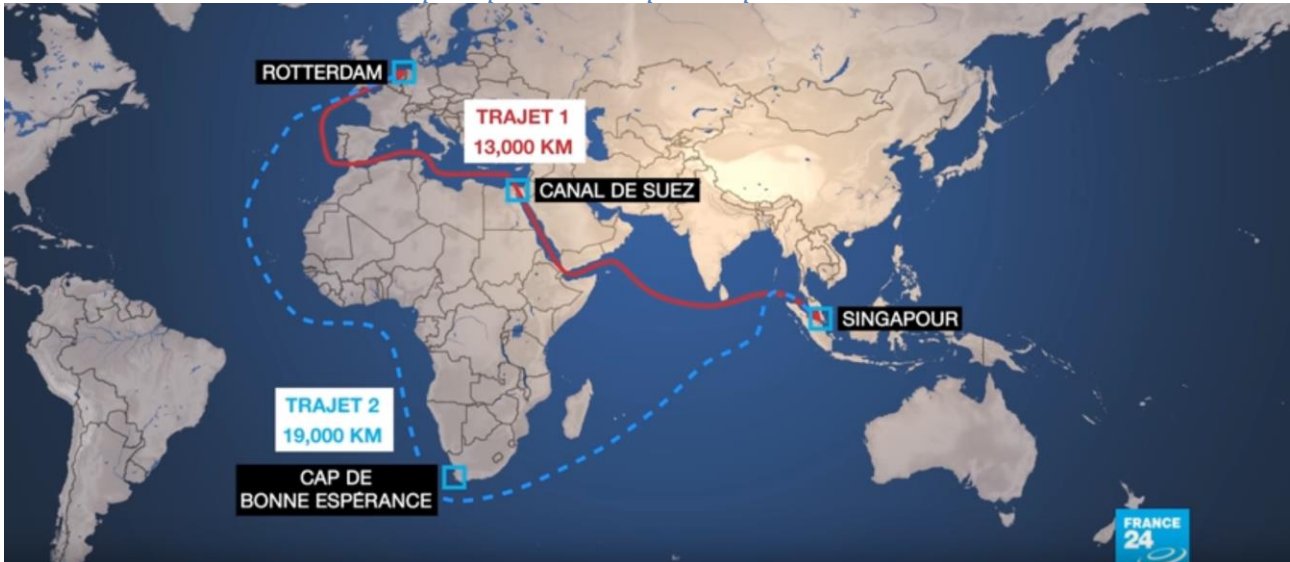 ROTTERDAM
TRAJET 1
13,000 KM
CANAL DE SUEZ
SINGAPOUR
TRAJET 2
19,000 KM
CAP DE
BONNE ESPÉRANCE
FRANCE
24